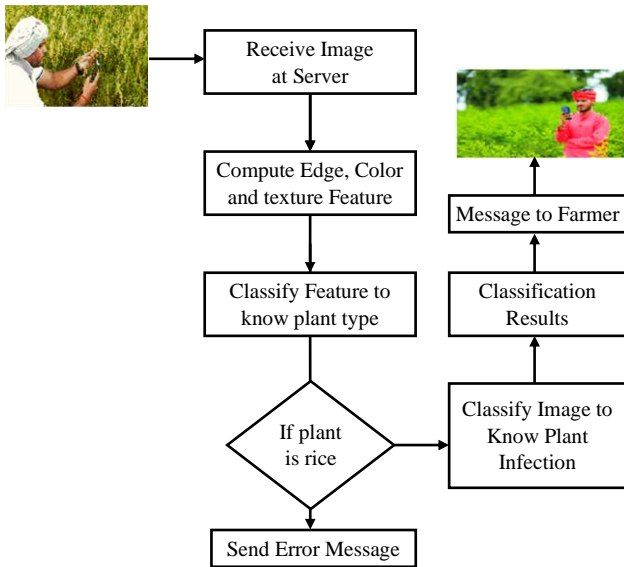 Receive Image
at Server
Compute Edge, Color
and texture Feature
Classify Feature to
know plant type
If plant
is rice
Send Error Message
Classify Image to
Know Plant
Infection
Classification
Results
Message to Farmer